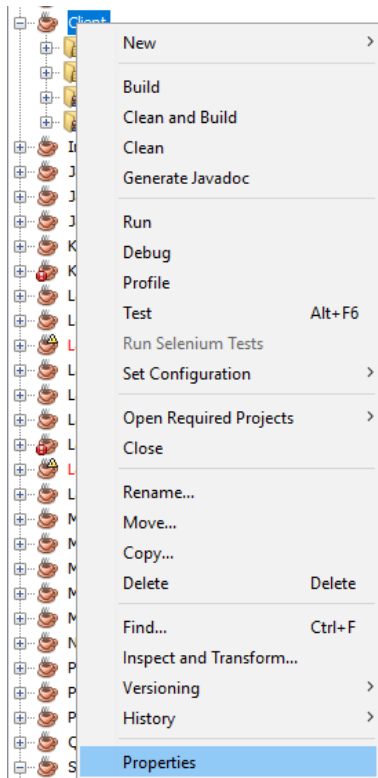 Client
New
Build
Clean and Build
Clean
Generate Javadoc
Run
Debug
Profile
Test Alt+F6
Run Selenium Tests
Set Configuration
Open Required Projects
Close
Rename...
Move...
Copy...
Delete Delete
Find... Ctrl+F
Inspect and Transform...
Versioning
History
Properties